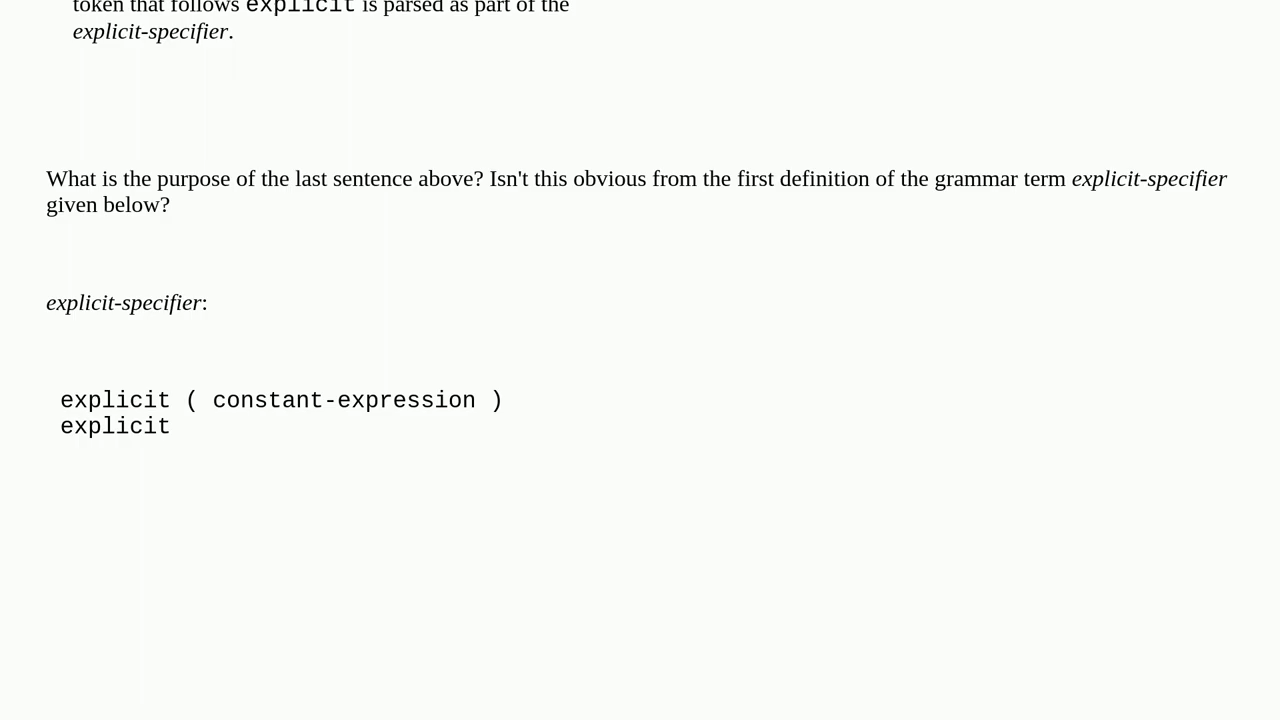 token that follows explicit is parsed as part of the
explicit-specifier.
What is the purpose of the last sentence above? Isn't this obvious from the first definition of the grammar term explicit-specifier
given below?
explicit-specifier:
explicit ( constant-expression )
explicit